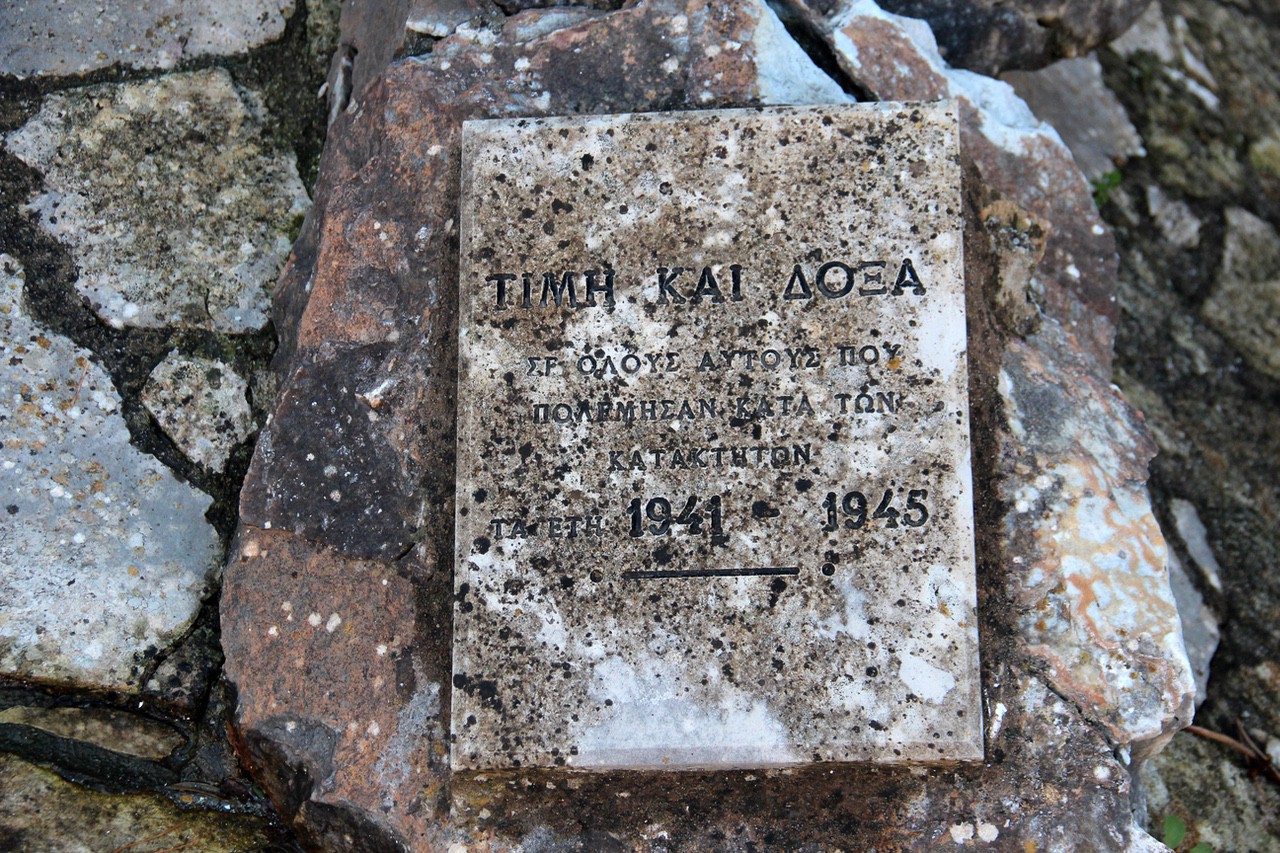 ΤΙΜΗ ΚΑΙ ΔΟΞΑ
ΣΕ ΟΛΟΥΣ ΑΥΤΟΥΣ ΠΟΥ
ΠΟΛΕΜΗΣΑΝ ΚΑΤΑ ΤΩΝ
ΚΑΤΑΚΤΗΤΩΝ
ΤΑ ΕΤΗ 1941 - 1945